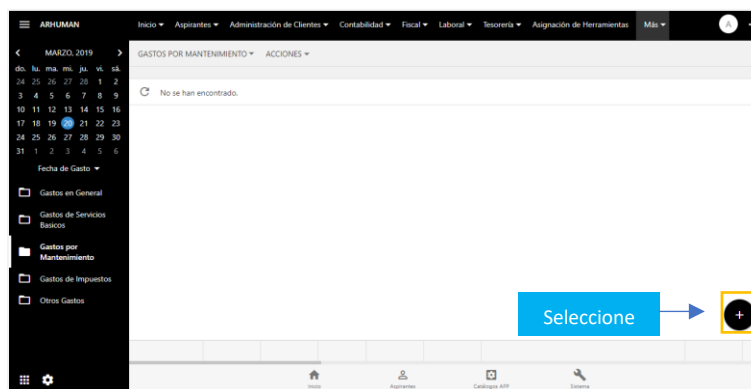 ARHUMAN
Inicio Aspirantes Administración de Clientes Contabilidad Fiscal Laboral Tesorería Asignación de Herramientas Más A
MARZO, 2019
do. lu. ma. mi. ju. vi. sá.
24 25 26 27 28 1 2
3 4 5 6 7 8 9
10 11 12 13 14 15 16
17 18 19 20 21 22 23
24 25 26 27 28 29 30
31 1 2 3 4 5 6
Fecha de Gasto
Gastos en General
Gastos de Servicios
Basicos
Gastos por
Mantenimiento
Gastos de Impuestos
Otros Gastos
GASTOS POR MANTENIMIENTO ACCIONES
No se han encontrado.
Seleccione
+
Inicio Aspirantes Catálogos APP Sistema